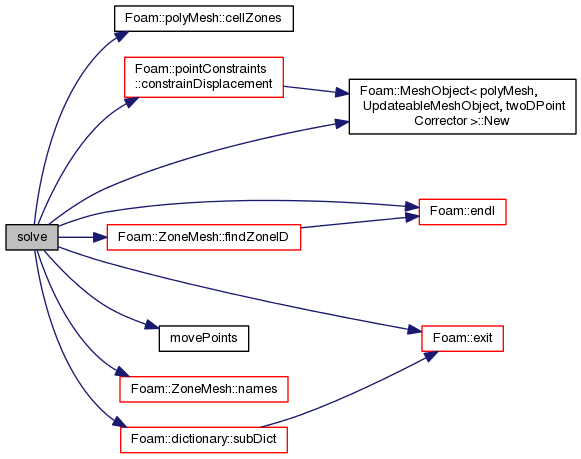 Foam::polyMesh::cellZones
Foam::pointConstraints
::constrainDisplacement
Foam::MeshObject< polyMesh,
UpdateableMeshObject, twoDPoint
Corrector >::New
Foam::endl
solve
Foam::ZoneMesh::findZoneID
movePoints
Foam::exit
Foam::ZoneMesh::names
Foam::dictionary::subDict